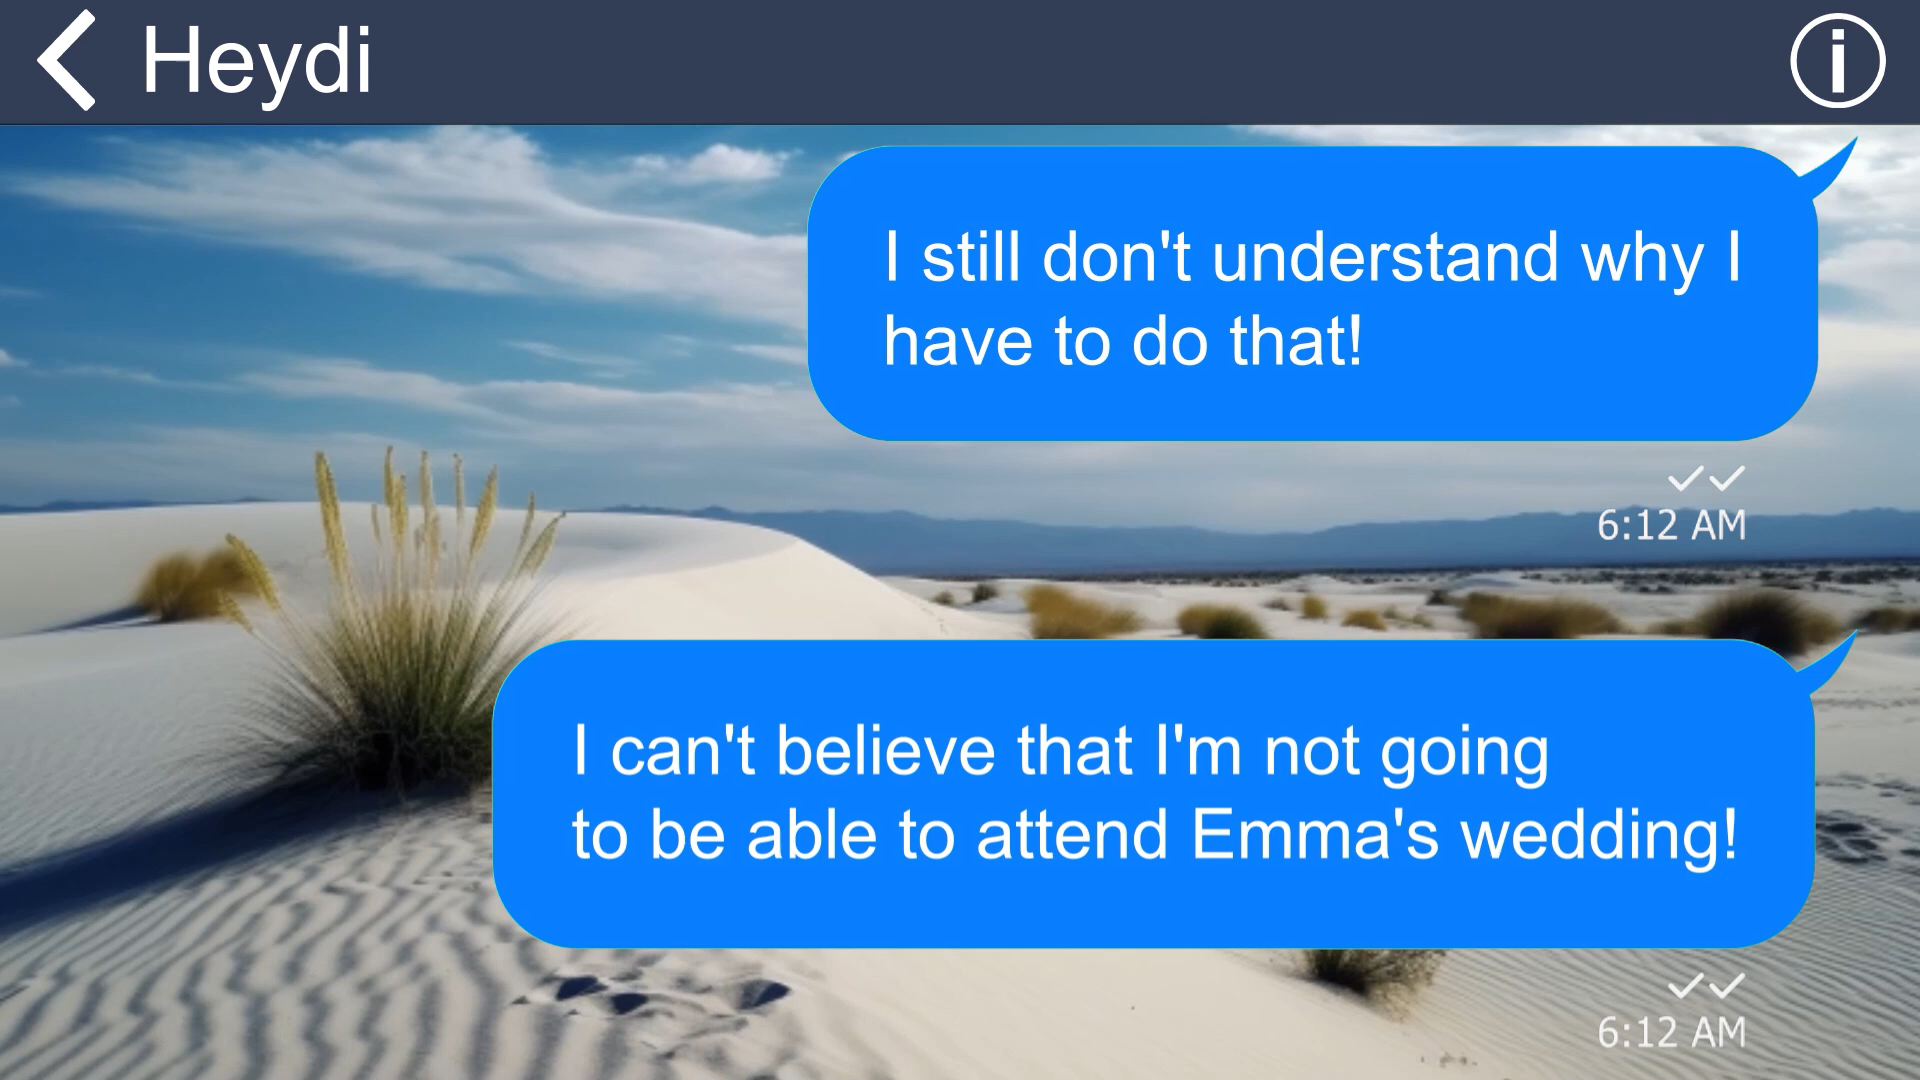 Heydi
I still don't understand why I
have to do that!
6:12 AM
I can't believe that I'm not going
to be able to attend Emma's wedding!
6:12 AM